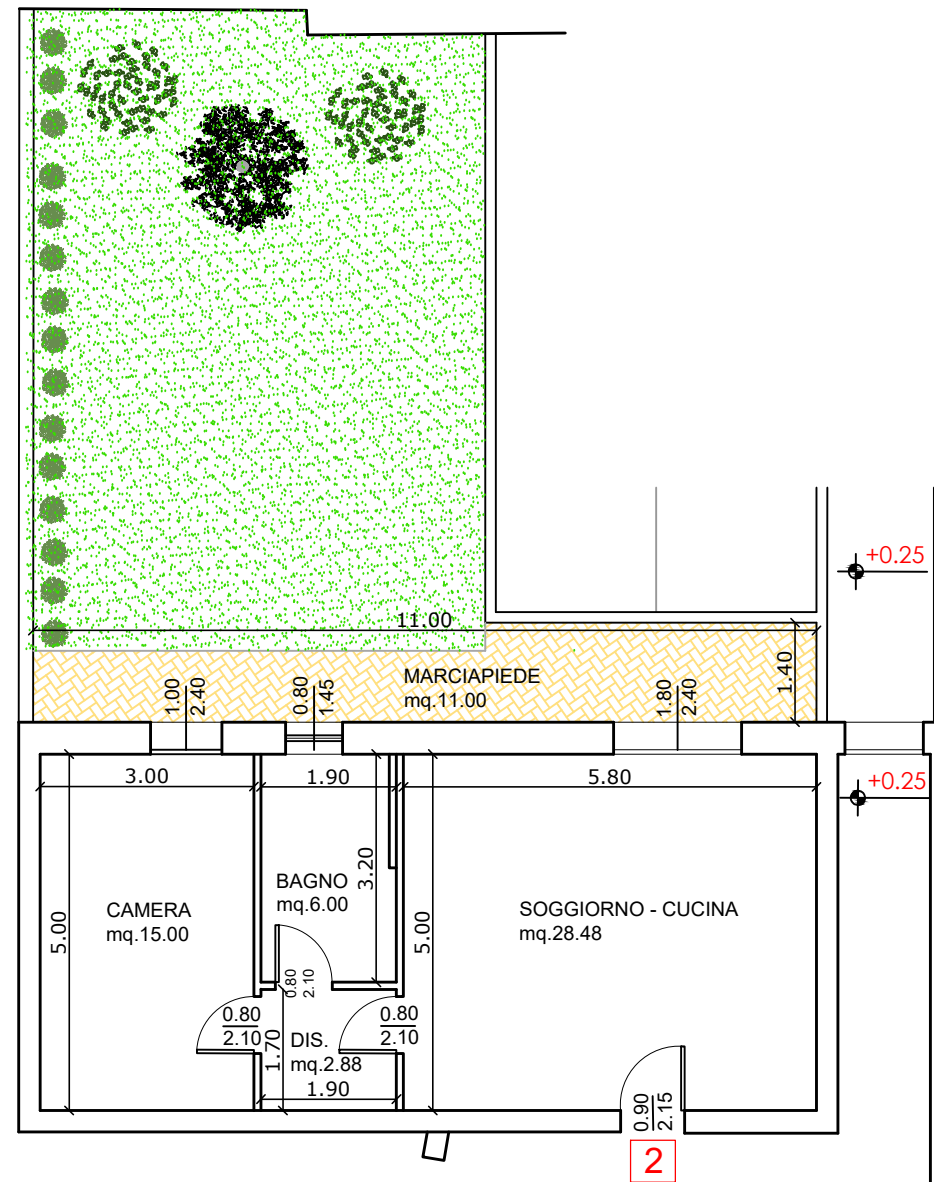 +0.25
11.00
MARCIAPIEDE
mq.11.00
1.40
1.00
2.40
0.80
1.45
1.80
2.40
+0.25
3.00
1.90
5.80
5.00
3.20
5.00
BAGNO
mq.6.00
CAMERA
mq.15.00
SOGGIORNO - CUCINA
mq.28.48
0.80
2.10
0.80
2.10
0.80
2.10
1.70
DIS.
mq.2.88
1.90
0.90
2.15
2